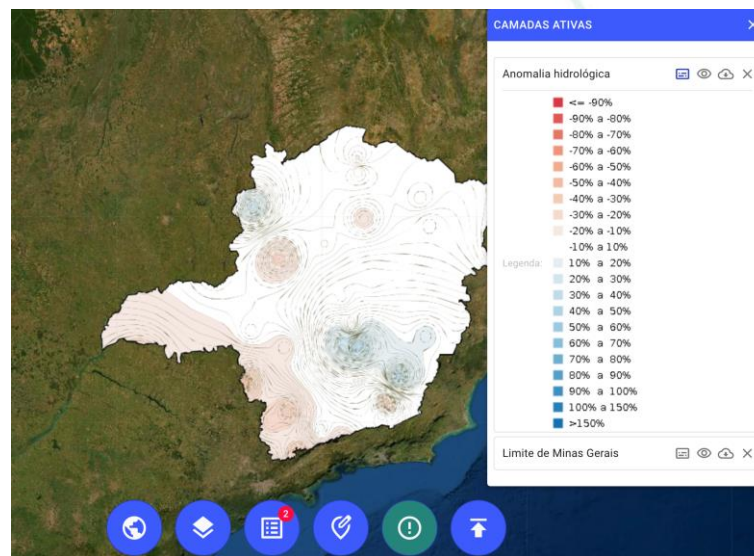 CAMADAS ATIVAS
Anomalia hidrológica
<= -90%
-90% a -80%
-80% a -70%
-70% a -60%
-60% a -50%
-50% a -40%
-40% a -30%
-30% a -20%
-20% a -10%
-10% a 10%
Legenda: 10% a 20%
20% a 30%
30% a 40%
40% a 50%
50% a 60%
60% a 70%
70% a 80%
80% a 90%
90% a 100%
100% a 150%
>150%
Limite de Minas Gerais
2